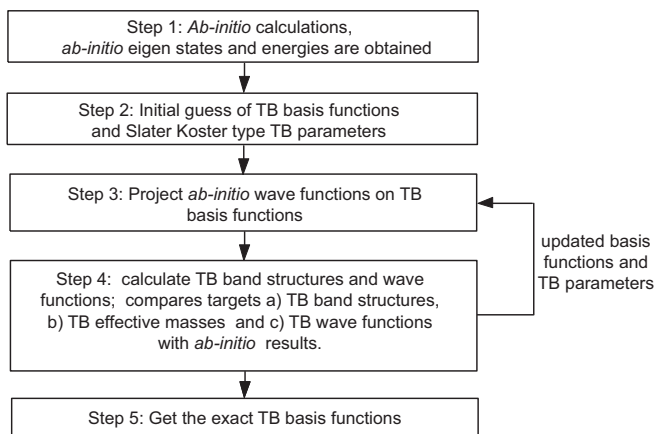 Step 1: Ab-initio calculations,
ab-initio eigen states and energies are obtained
Step 2: Initial guess of TB basis functions
and Slater Koster type TB parameters
Step 3: Project ab-initio wave functions on TB
basis functions
updated basis
functions and
TB parameters
Step 4: calculate TB band structures and wave
functions; compares targets a) TB band structures,
b) TB effective masses and c) TB wave functions
with ab-initio results.
Step 5: Get the exact TB basis functions